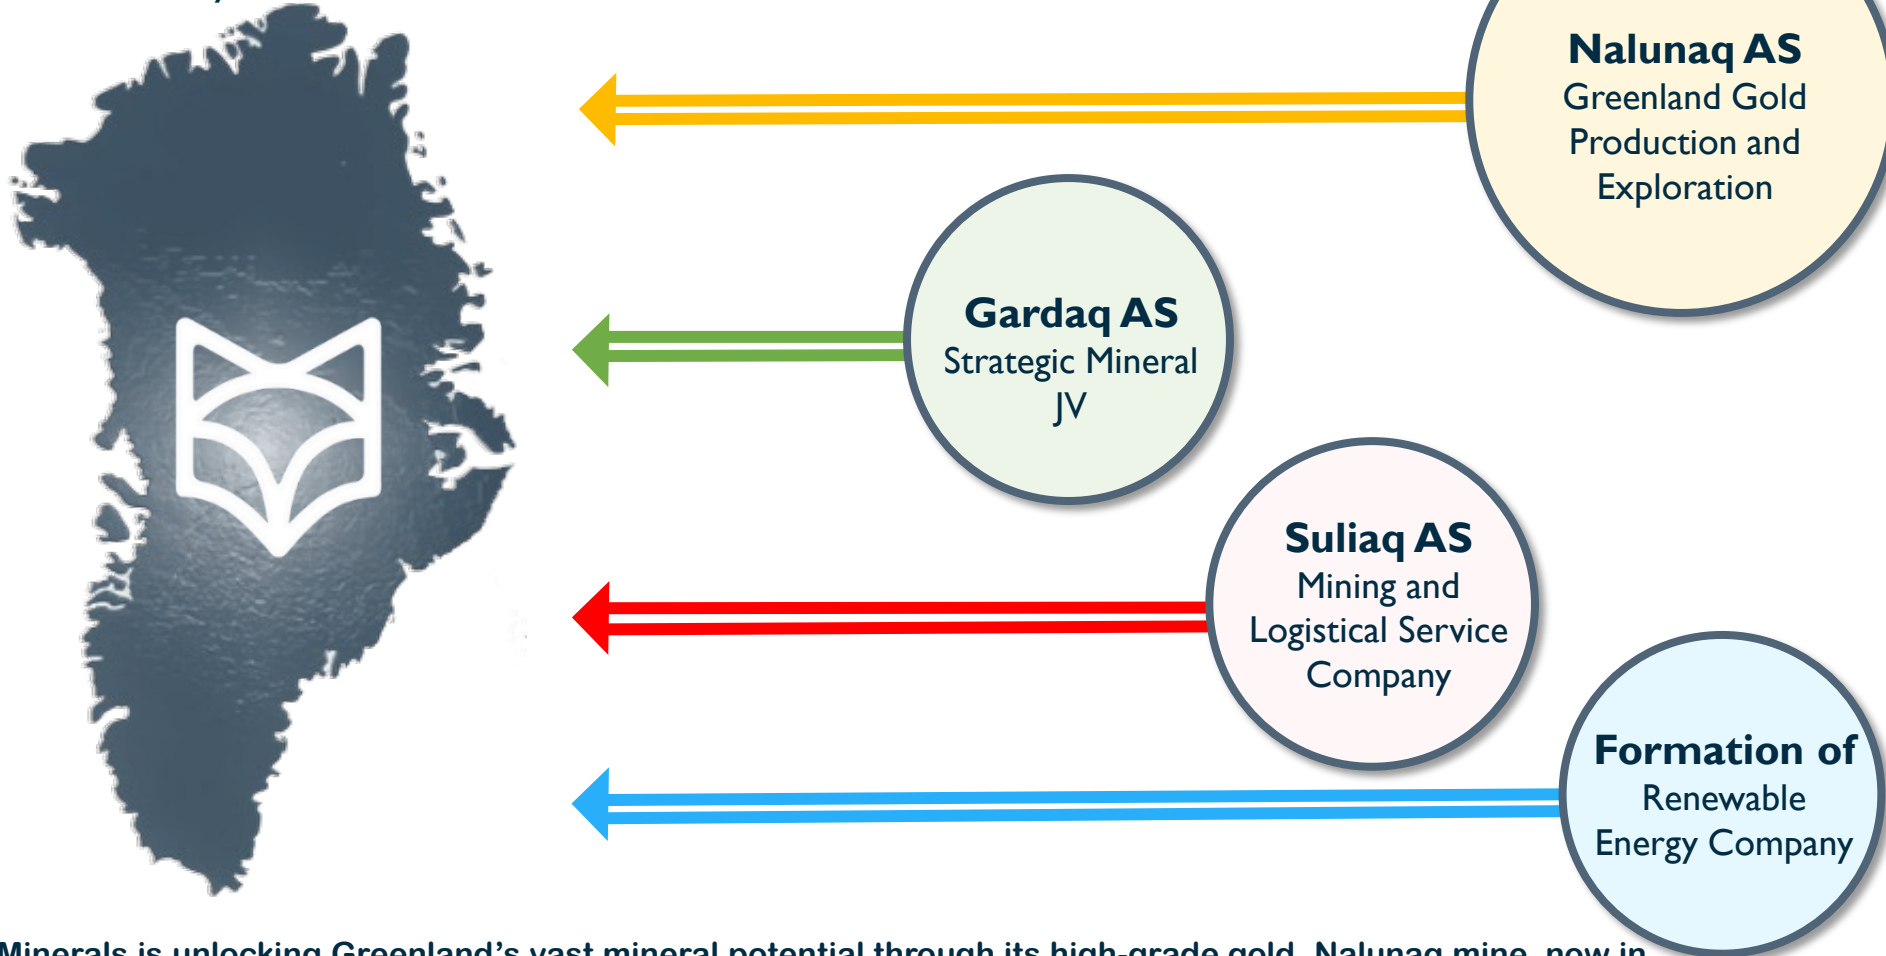 Nalunaq AS
Greenland Gold
Production and
Exploration
Gardaq AS
Strategic Mineral
JV
Suliaq AS
Mining and
Logistical Service
Company
Formation of
Renewable
Energy Company
Minerals is unlocking Greenland's vast mineral potential through its high-grade gold, Nalunaq mine, now in